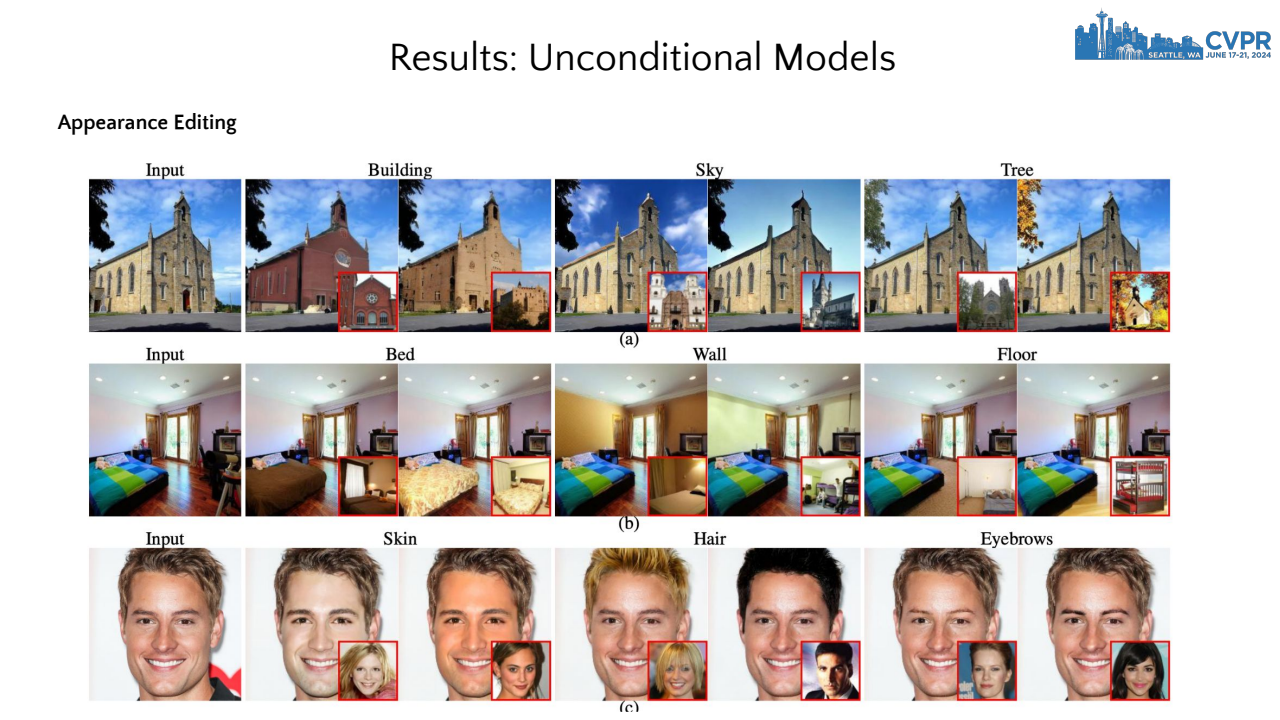 Results: Unconditional Models
CVPR
SEATTLE, WA JUNE 17-21, 2024
Appearance Editing
Input Building Sky Tree
(a)
Input Bed Wall Floor
(b)
Input Skin Hair Eyebrows
(c)